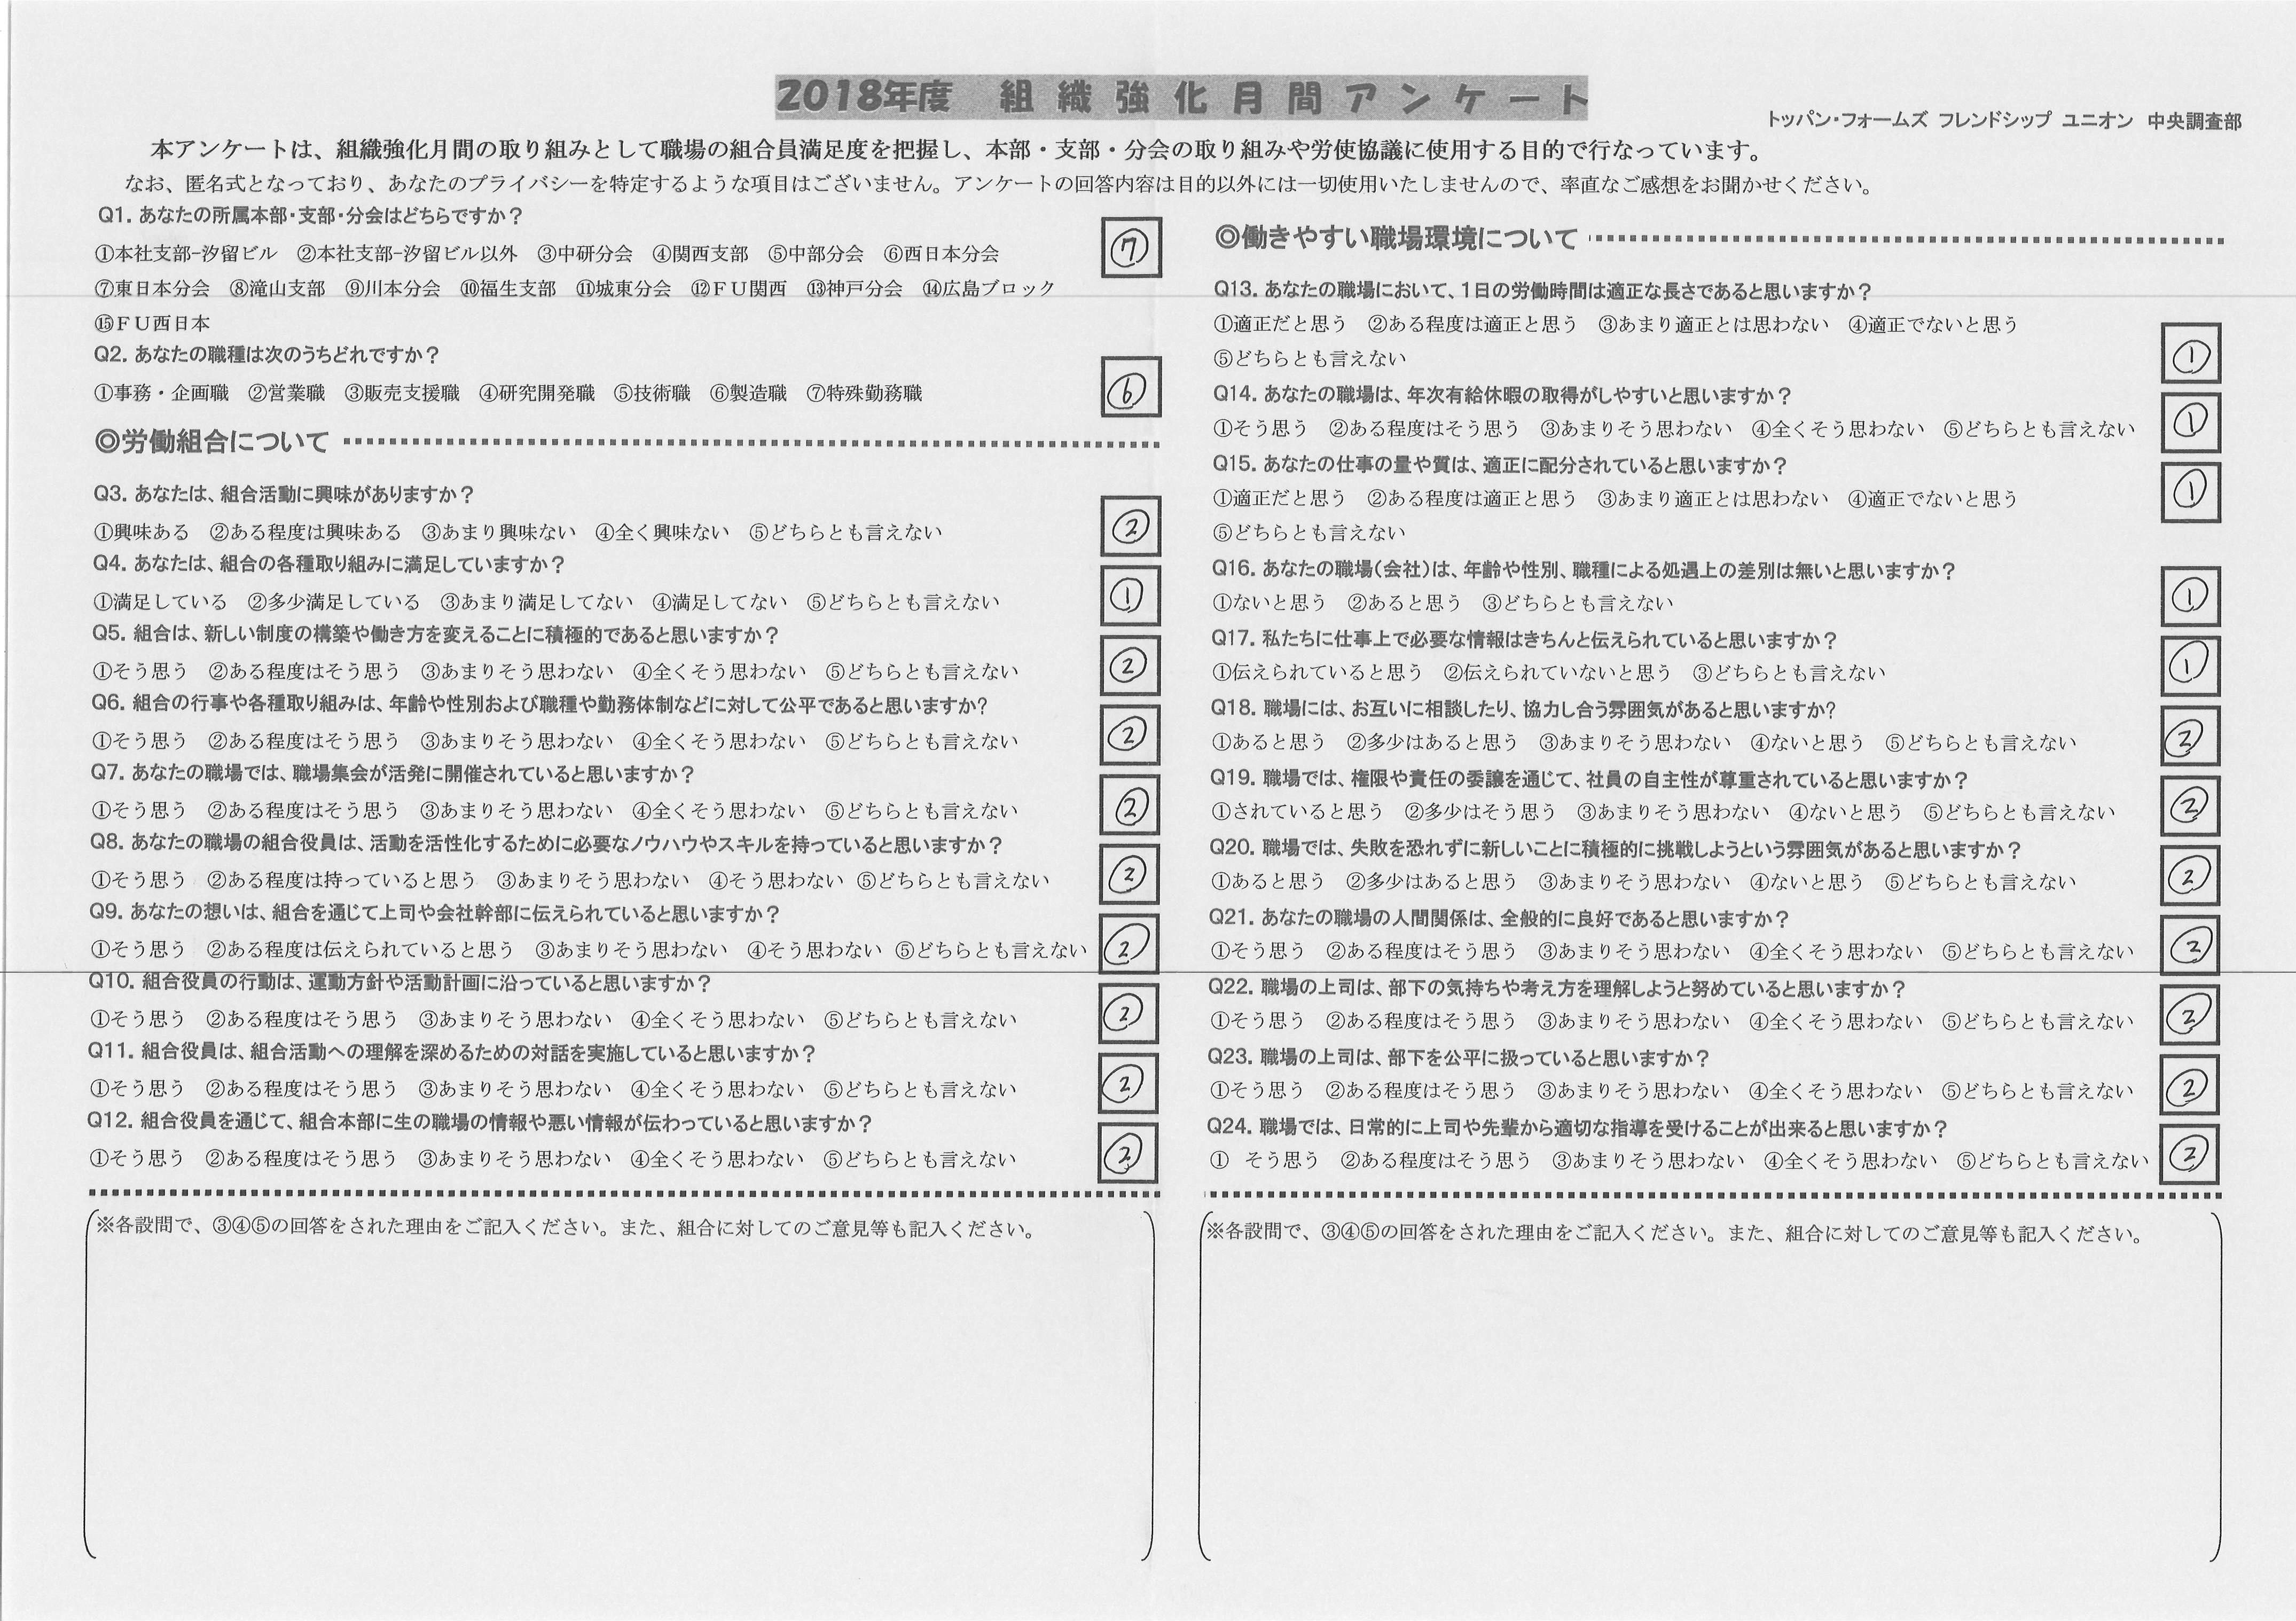 2018年度 組織強化月間アンケート
トッパン・フォームズ フレンドシップ ユニオン 中央調査部
本アンケートは、組織強化月間の取り組みとして職場の組合員満足度を把握し、本部・支部・分会の取り組みや労使協議に使用する目的で行なっています。
なお、匿名式となっており、あなたのプライバシーを特定するような項目はございません。アンケートの回答内容は目的以外には一切使用いたしませんので、率直なご感想をお聞かせください。
Q1. あなたの所属本部・支部・分会はどちらですか？
①本社支部-汐留ビル ②本社支部-汐留ビル以外 ③中研分会 ④関西支部 ⑤中部分会 ⑥西日本分会
⑦
⑦東日本分会 ⑧滝山支部 ⑨川本分会 ⑩福生支部 ⑪城東分会 ⑫ＦＵ関西 ⑬神戸分会 ⑭広島ブロック
⑮ＦＵ西日本
Q2. あなたの職種は次のうちどれですか？
①事務・企画職 ②営業職 ③販売支援職 ④研究開発職 ⑤技術職 ⑥製造職 ⑦特殊勤務職
⑥
◎労働組合について
Q3. あなたは、組合活動に興味がありますか？
①興味ある ②ある程度は興味ある ③あまり興味ない ④全く興味ない ⑤どちらとも言えない
②
Q4. あなたは、組合の各種取り組みに満足していますか？
①満足している ②多少満足している ③あまり満足してない ④満足してない ⑤どちらとも言えない
①
Q5. 組合は、新しい制度の構築や働き方を変えることに積極的であると思いますか？
①そう思う ②ある程度はそう思う ③あまりそう思わない ④全くそう思わない ⑤どちらとも言えない
②
Q6. 組合の行事や各種取り組みは、年齢や性別および職種や勤務体制などに対して公平であると思いますか?
①そう思う ②ある程度はそう思う ③あまりそう思わない ④全くそう思わない ⑤どちらとも言えない
②
Q7. あなたの職場では、職場集会が活発に開催されていると思いますか？
①そう思う ②ある程度はそう思う ③あまりそう思わない ④全くそう思わない ⑤どちらとも言えない
②
Q8. あなたの職場の組合役員は、活動を活性化するために必要なノウハウやスキルを持っていると思いますか？
①そう思う ②ある程度は持っていると思う ③あまりそう思わない ④そう思わない ⑤どちらとも言えない
②
Q9. あなたの想いは、組合を通じて上司や会社幹部に伝えられていると思いますか？
①そう思う ②ある程度は伝えられていると思う ③あまりそう思わない ④そう思わない ⑤どちらとも言えない
②
Q10. 組合役員の行動は、運動方針や活動計画に沿っていると思いますか？
①そう思う ②ある程度はそう思う ③あまりそう思わない ④全くそう思わない ⑤どちらとも言えない
②
Q11. 組合役員は、組合活動への理解を深めるための対話を実施していると思いますか？
①そう思う ②ある程度はそう思う ③あまりそう思わない ④全くそう思わない ⑤どちらとも言えない
②
Q12. 組合役員を通じて、組合本部に生の職場の情報や悪い情報が伝わっていると思いますか？
①そう思う ②ある程度はそう思う ③あまりそう思わない ④全くそう思わない ⑤どちらとも言えない
②
※各設問で、③④⑤の回答をされた理由をご記入ください。また、組合に対してのご意見等も記入ください。
◎働きやすい職場環境について
Q13. あなたの職場において、1日の労働時間は適正な長さであると思いますか？
①適正だと思う ②ある程度は適正と思う ③あまり適正とは思わない ④適正でないと思う
⑤どちらとも言えない
①
Q14. あなたの職場は、年次有給休暇の取得がしやすいと思いますか？
①そう思う ②ある程度はそう思う ③あまりそう思わない ④全くそう思わない ⑤どちらとも言えない
①
Q15. あなたの仕事の量や質は、適正に配分されていると思いますか？
①適正だと思う ②ある程度は適正と思う ③あまり適正とは思わない ④適正でないと思う
①
⑤どちらとも言えない
Q16. あなたの職場（会社）は、年齢や性別、職種による処遇上の差別は無いと思いますか？
①ないと思う ②あると思う ③どちらとも言えない
①
Q17. 私たちに仕事上で必要な情報はきちんと伝えられていると思いますか？
①伝えられていると思う ②伝えられていないと思う ③どちらとも言えない
①
Q18. 職場には、お互いに相談したり、協力し合う雰囲気があると思いますか?
①あると思う ②多少はあると思う ③あまりそう思わない ④ないと思う ⑤どちらとも言えない
②
Q19. 職場では、権限や責任の委譲を通じて、社員の自主性が尊重されていると思いますか？
①されていると思う ②多少はそう思う ③あまりそう思わない ④ないと思う ⑤どちらとも言えない
②
Q20. 職場では、失敗を恐れずに新しいことに積極的に挑戦しようという雰囲気があると思いますか？
①あると思う ②多少はあると思う ③あまりそう思わない ④ないと思う ⑤どちらとも言えない
②
Q21. あなたの職場の人間関係は、全般的に良好であると思いますか？
①そう思う ②ある程度はそう思う ③あまりそう思わない ④全くそう思わない ⑤どちらとも言えない
②
Q22. 職場の上司は、部下の気持ちや考え方を理解しようと努めていると思いますか？
①そう思う ②ある程度はそう思う ③あまりそう思わない ④全くそう思わない ⑤どちらとも言えない
②
Q23. 職場の上司は、部下を公平に扱っていると思いますか？
①そう思う ②ある程度はそう思う ③あまりそう思わない ④全くそう思わない ⑤どちらとも言えない
②
Q24. 職場では、日常的に上司や先輩から適切な指導を受けることが出来ると思いますか？
① そう思う ②ある程度はそう思う ③あまりそう思わない ④全くそう思わない ⑤どちらとも言えない
②
※各設問で、③④⑤の回答をされた理由をご記入ください。また、組合に対してのご意見等も記入ください。